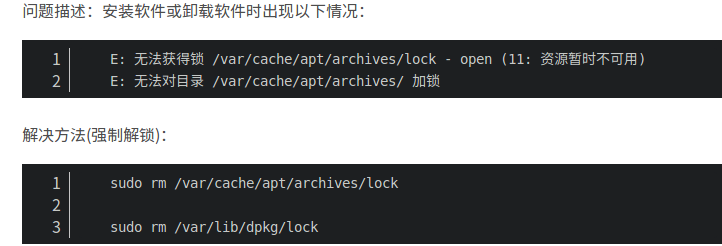 问题描述：安装软件或卸载软件时出现以下情况：
1 E: 无法获得锁 /var/cache/apt/archives/lock - open (11: 资源暂时不可用)
2 E: 无法对目录 /var/cache/apt/archives/ 加锁
解决方法(强制解锁)：
1 sudo rm /var/cache/apt/archives/lock
2
3 sudo rm /var/lib/dpkg/lock